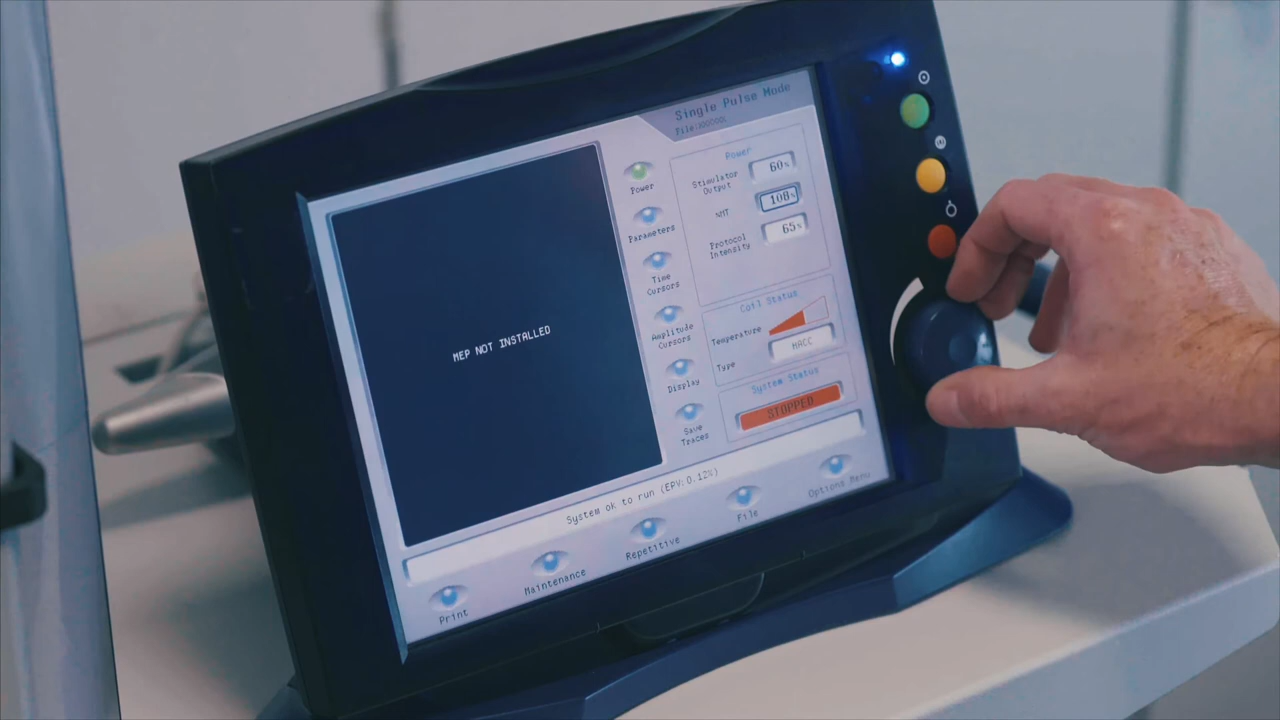 Single Pulse Mode
Power
Stimulator
Output
60%
108%
Protocol
Intensity
65%
Coil Status
Temperature
Type
System Status
STOPPED
Power
Parameters
Time
Cursors
Amplitude
Cursors
Display
Save
Traces
MEP NOT INSTALLED
System ok to run (EPV:0.12%)
Print
Maintenance
Repetitive
File
Options Menu